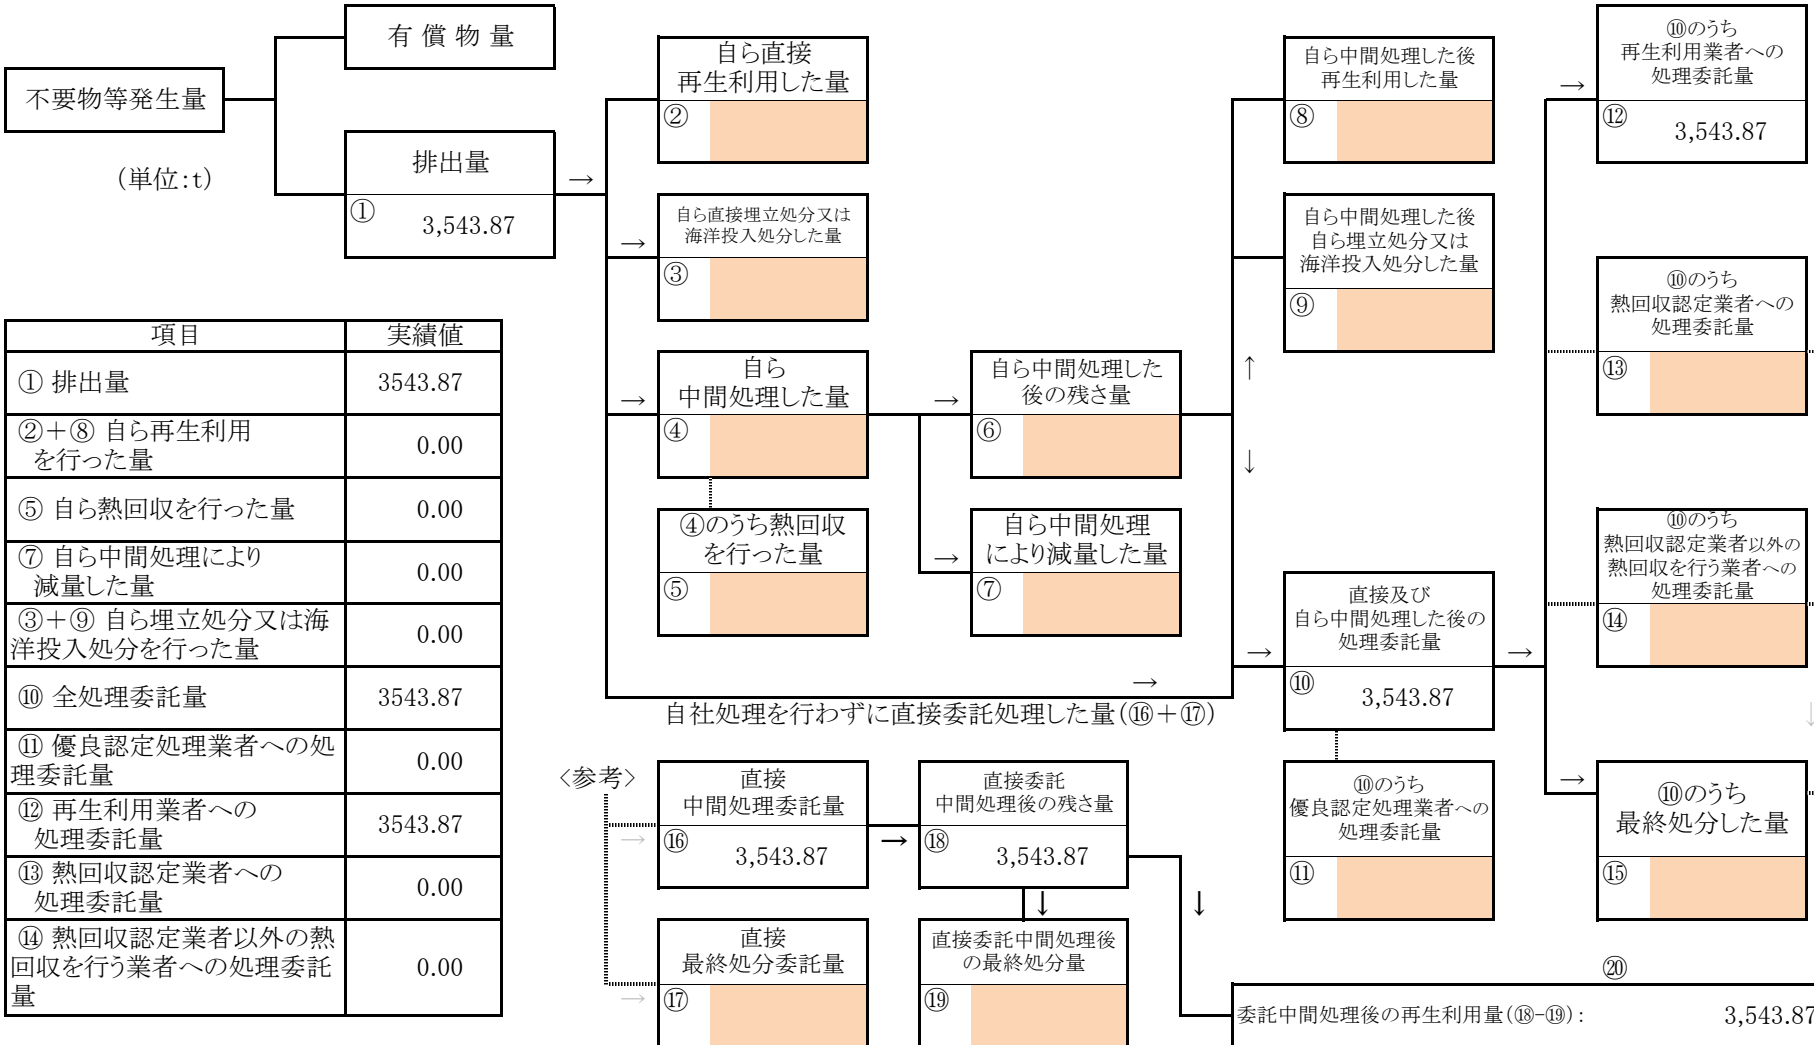 有 償 物 量
不要物等発生量
（単位：t）
排出量
①
3,543.87
→
自ら直接
再生利用した量
②
→
自ら直接埋立処分又は
海洋投入処分した量
③
→
自ら
中間処理した量
④
④のうち熱回収
を行った量
⑤
→
自ら中間処理した
後の残さ量
⑥
→
自ら中間処理
により減量した量
⑦
自ら中間処理した後
再生利用した量
⑧
自ら中間処理した後
自ら埋立処分又は
海洋投入処分した量
⑨
↑
↓
→
自社処理を行わずに直接委託処理した量（⑯＋⑰）
→
直接及び
自ら中間処理した後の
処理委託量
⑩
3,543.87
→
⑩のうち
優良認定処理業者への
処理委託量
⑪
→
⑩のうち
再生利用業者への
処理委託量
⑫
3,543.87
⑩のうち
熱回収認定業者への
処理委託量
⑬
⑩のうち
熱回収認定業者以外の
熱回収を行う業者への
処理委託量
⑭
↓
→
⑩のうち
最終処分した量
⑮
項目 実績値
① 排出量 3543.87
②＋⑧ 自ら再生利用
を行った量 0.00
⑤ 自ら熱回収を行った量 0.00
⑦ 自ら中間処理により
減量した量 0.00
③＋⑨ 自ら埋立処分又は海
洋投入処分を行った量 0.00
⑩ 全処理委託量 3543.87
⑪ 優良認定処理業者への処
理委託量 0.00
⑫ 再生利用業者への
処理委託量 3543.87
⑬ 熱回収認定業者への
処理委託量 0.00
⑭ 熱回収認定業者以外の熱
回収を行う業者への処理委託
量 0.00
〈参考〉
→
直接
中間処理委託量
⑯
3,543.87
→
直接委託
中間処理後の残さ量
⑱
3,543.87
↓
↓
→
直接
最終処分委託量
⑰
直接委託中間処理後
の最終処分量
⑲
⑳
委託中間処理後の再生利用量（⑱-⑲）： 3,543.87